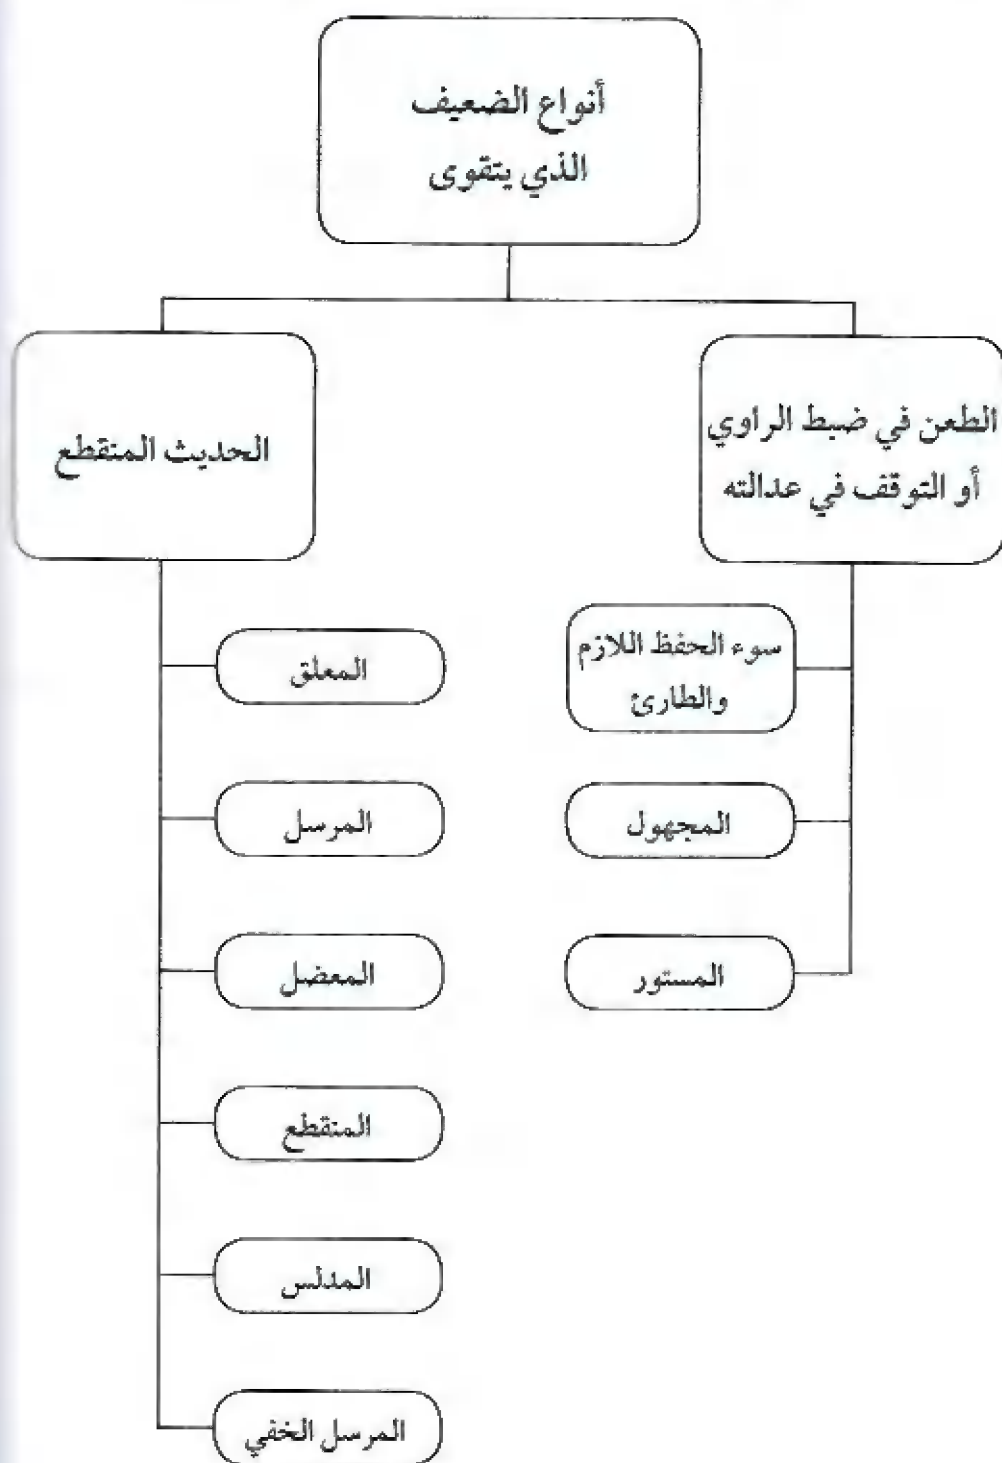 أنواع الضعيف
الذي يتقوى
الطعن في ضبط الراوي
أو التوقف في عدالته
سوء الحفظ اللازم
والطارئ
المجهول
المستور
الحديث المنقطع
المعلق
المرسل
المعضل
المنقطع
المدلس
المرسل الخفي